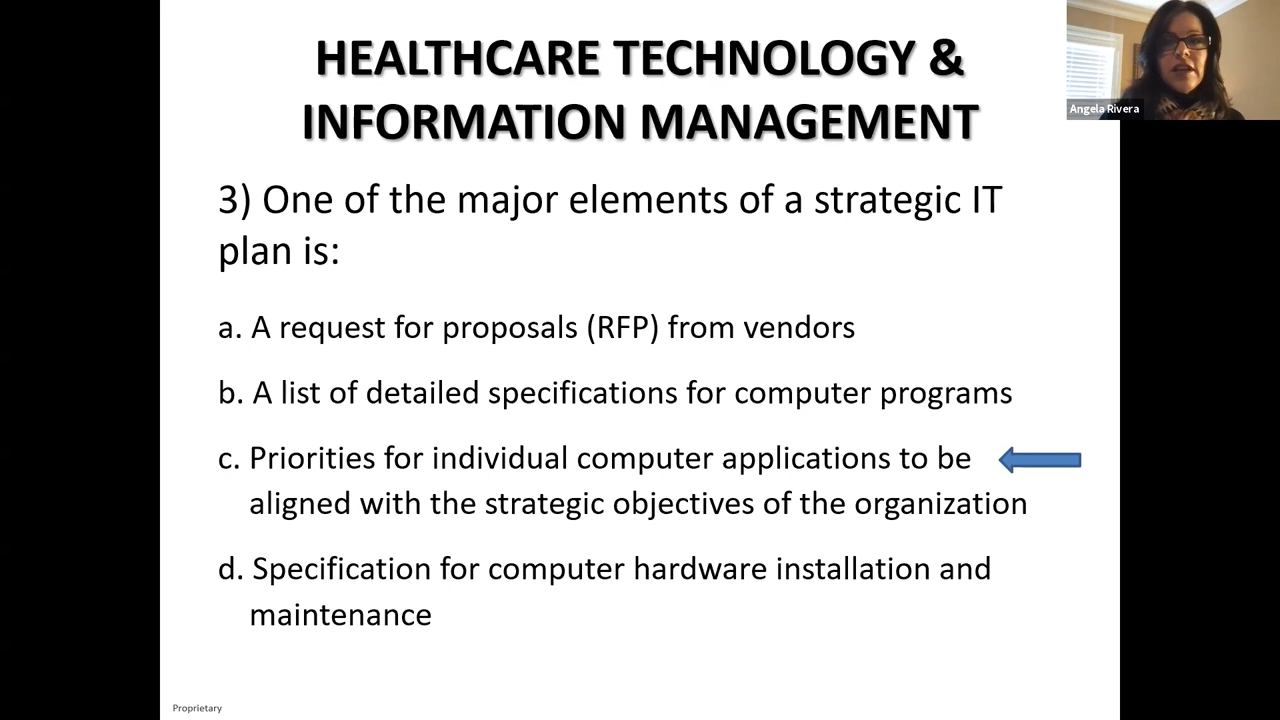 HEALTHCARE TECHNOLOGY &
INFORMATION MANAGEMENT
Angela Rivera
3) One of the major elements of a strategic IT
plan is:
a. A request for proposals (RFP) from vendors
b. A list of detailed specifications for computer programs
c. Priorities for individual computer applications to be
aligned with the strategic objectives of the organization
d. Specification for computer hardware installation and
maintenance
Proprietary